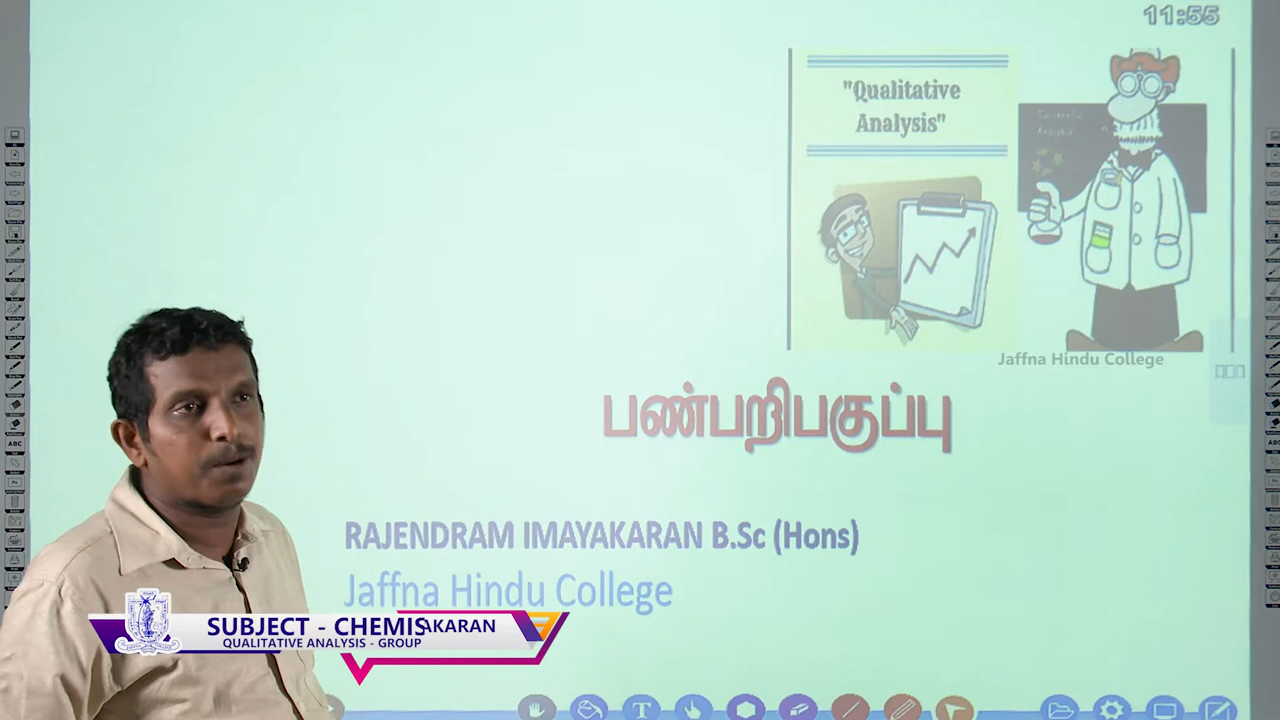 11:55
"Qualitative
Analysis"
Jaffna Hindu College
பண்பறிபகுப்பு
RAJENDRAM IMAYAKARAN B.Sc (Hons)
Jaffna Hindu College
SUBJECT - CHEMIS
AKARAN
QUALITATIVE ANALYSIS - GROUP
ABC